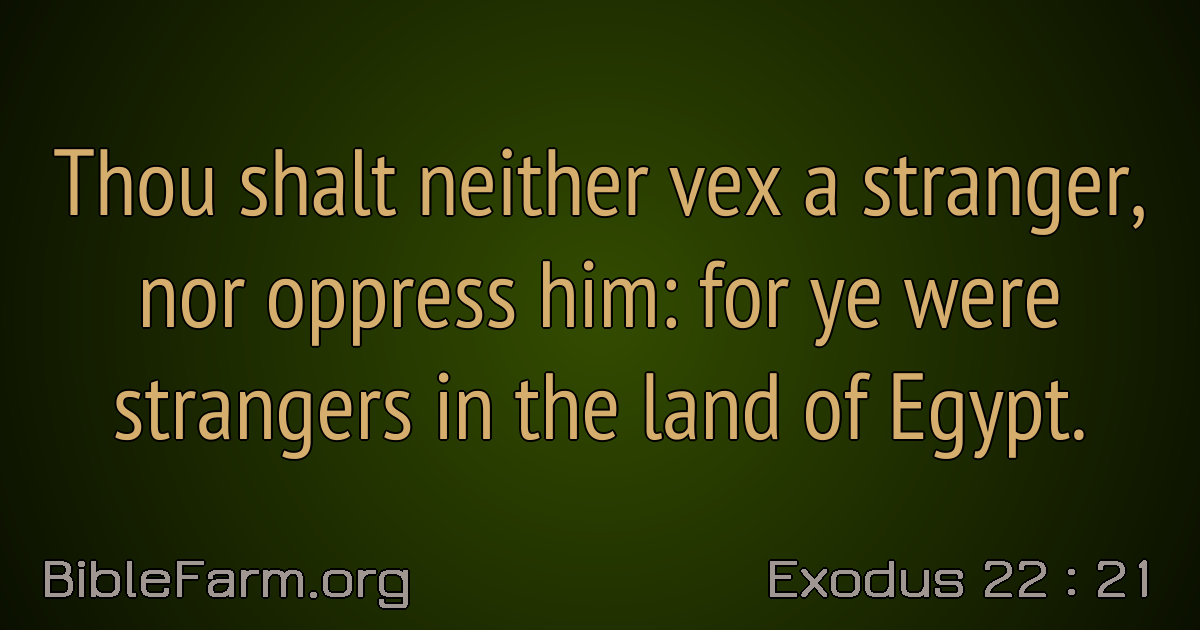 Thou shalt neither vex a stranger,
nor oppress him: for ye were
strangers in the land of Egypt.
BibleFarm.org
Exodus 22 : 21